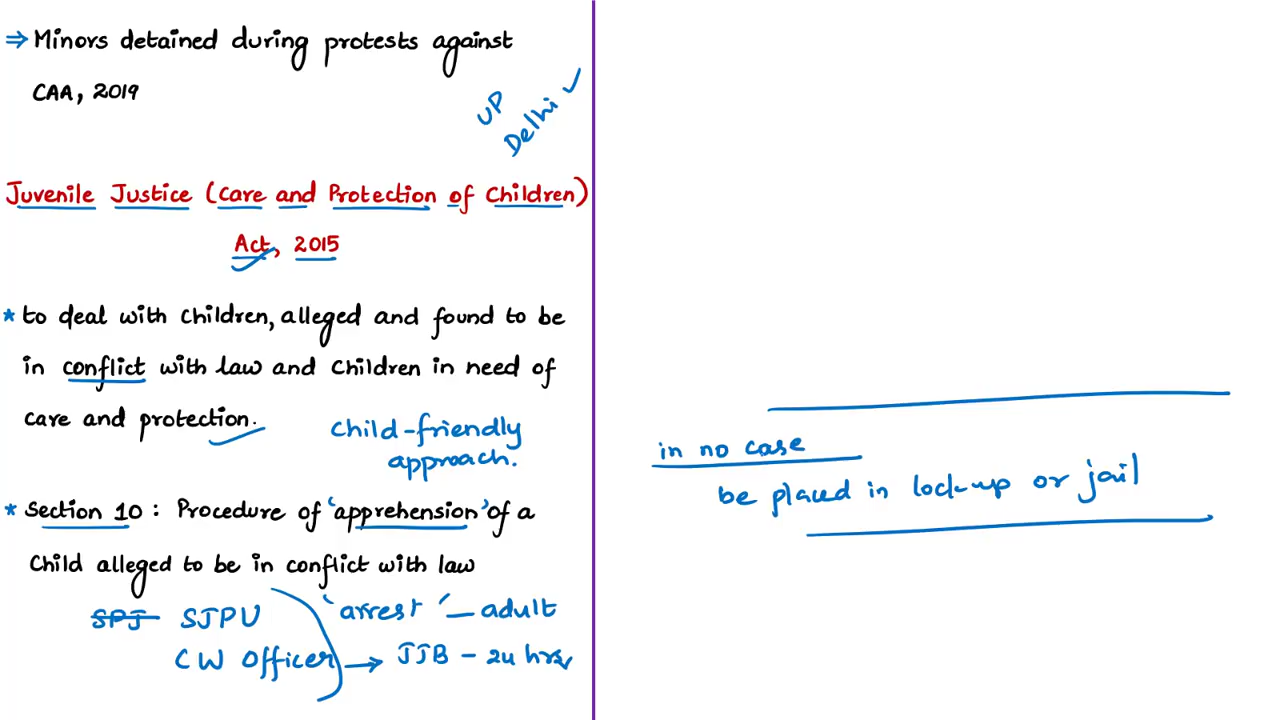 ⇒ Minors detained during protests against
CAA, 2019
UP
Delhi ✓
Juvenile Justice (Care and Protection of Children)
Act, 2015
* to deal with children, alleged and found to be
in conflict with law and children in need of
care and protection.
Child-friendly
approach.
* Section 10 : Procedure of 'apprehension' of a
Child alleged to be in conflict with law
SPJ SJPU
'arrest' - adult
CW Officer → JJB - 24 hrs
in no case
be placed in lock-up or jail